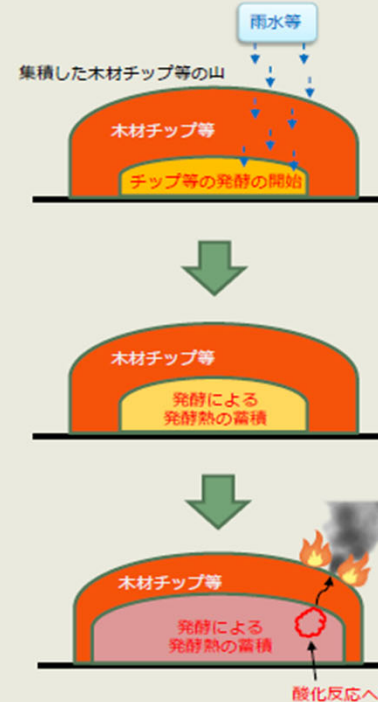 雨水等
集積した木材チップ等の山
木材チップ等
チップ等の発酵の開始
木材チップ等
発酵による
発酵熱の蓄積
木材チップ等
発酵による
発酵熱の蓄積
酸化反応へ